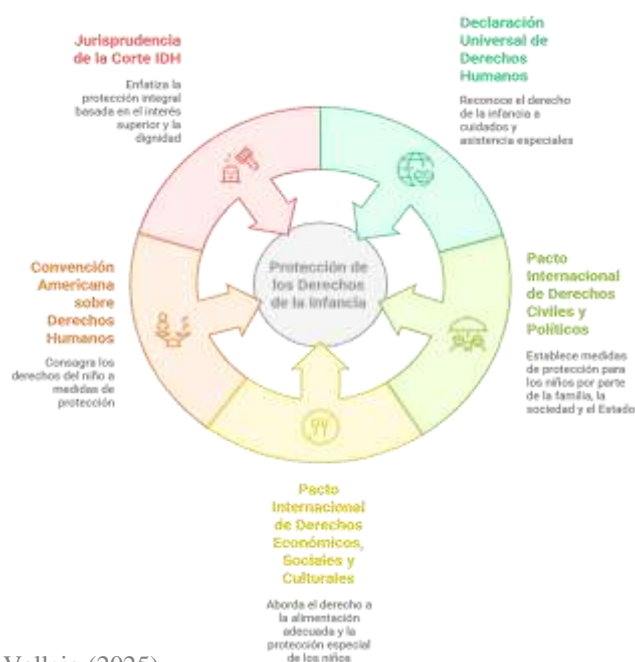 Jurisprudencia
de la Corte IDH
Enfatiza la
protección integral
basada en el interés
superior y la
dignidad
Declaración
Universal de
Derechos
Humanos
Reconoce el derecho
de la infancia a
cuidados y
asistencia especiales
Protección de
los Derechos
de la Infancia
Convención
Americana
sobre
Derechos
Humanos
Consagra los
derechos del niño a
medidas de
protección
Pacto
Internacional
de Derechos
Civiles y
Políticos
Establece medidas
de protección para
los niños por parte
de la familia, la
sociedad y el Estado
Pacto
Internacional
de Derechos
Económicos,
Sociales y
Culturales
Aborda el derecho a
la alimentación
adecuada y la
protección especial
de los niños
(2025)